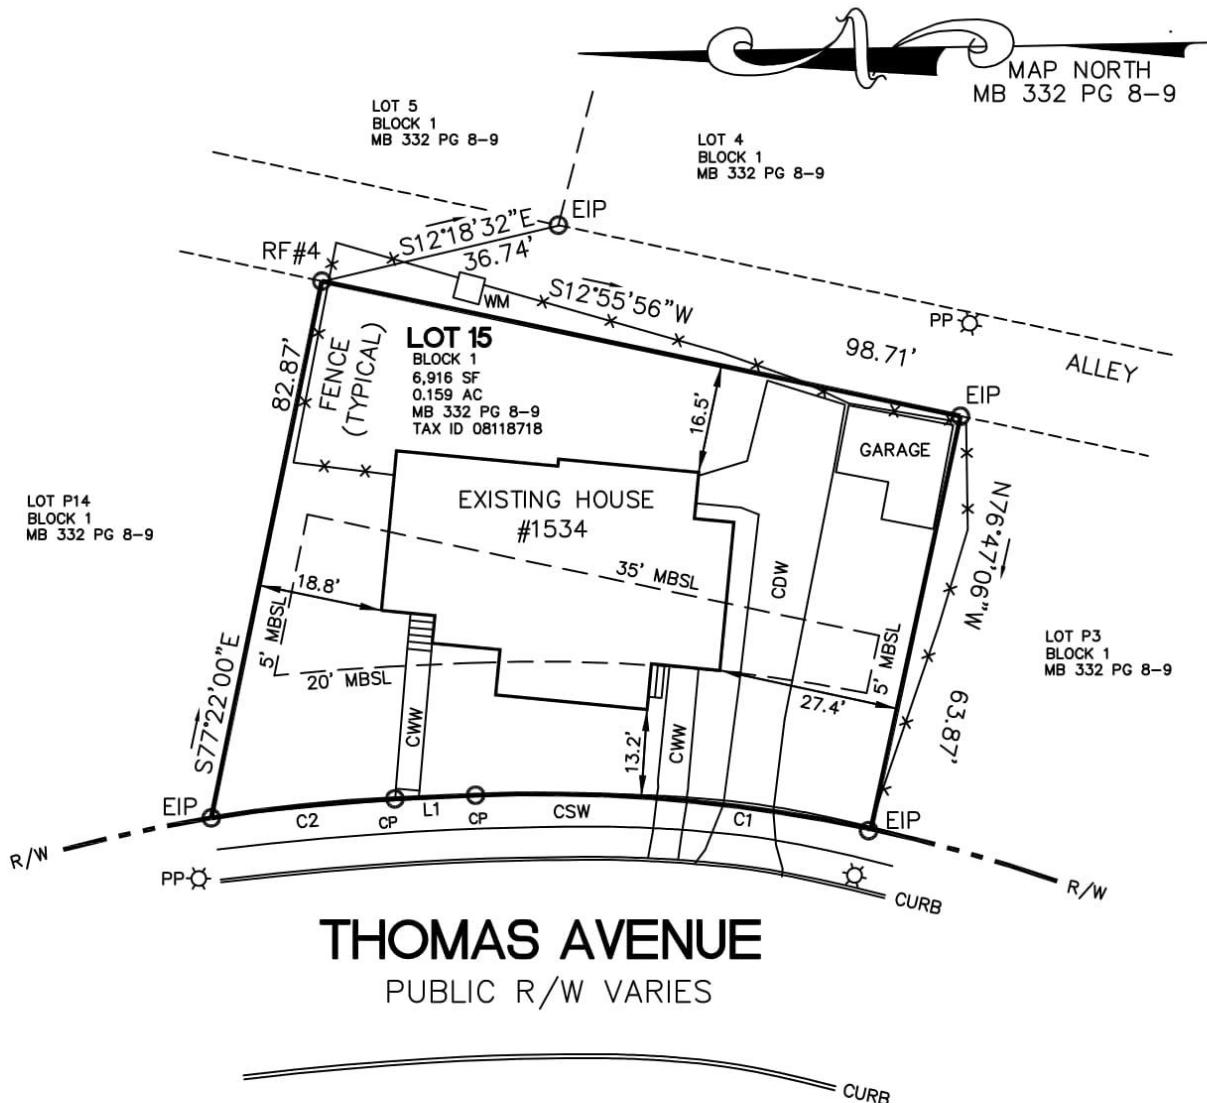 MAP NORTH
MB 332 PG 8-9
LOT 5
BLOCK 1
MB 332 PG 8-9
LOT 4
BLOCK 1
MB 332 PG 8-9
EIP
S12°18'32"E
36.74'
RF#4
WM
S12°55'56"W
98.71'
PP
ALLEY
EIP
82.87'
FENCE
(TYPICAL)
LOT 15
BLOCK 1
6,916 SF
0.159 AC
MB 332 PG 8-9
TAX ID 08118718
16.5'
GARAGE
LOT P14
BLOCK 1
MB 332 PG 8-9
EXISTING HOUSE
#1534
N76°47'06"W
35' MBSL
CDW
18.8'
5' MBSL
20' MBSL
5' MBSL
LOT P3
BLOCK 1
MB 332 PG 8-9
27.4'
63.87'
S77°22'00"E
CWW
13.2'
CWW
EIP
C2
CP
L1
CP
CSW
C1
EIP
R/W
PP
R/W
CURB
THOMAS AVENUE
PUBLIC R/W VARIES
CURB